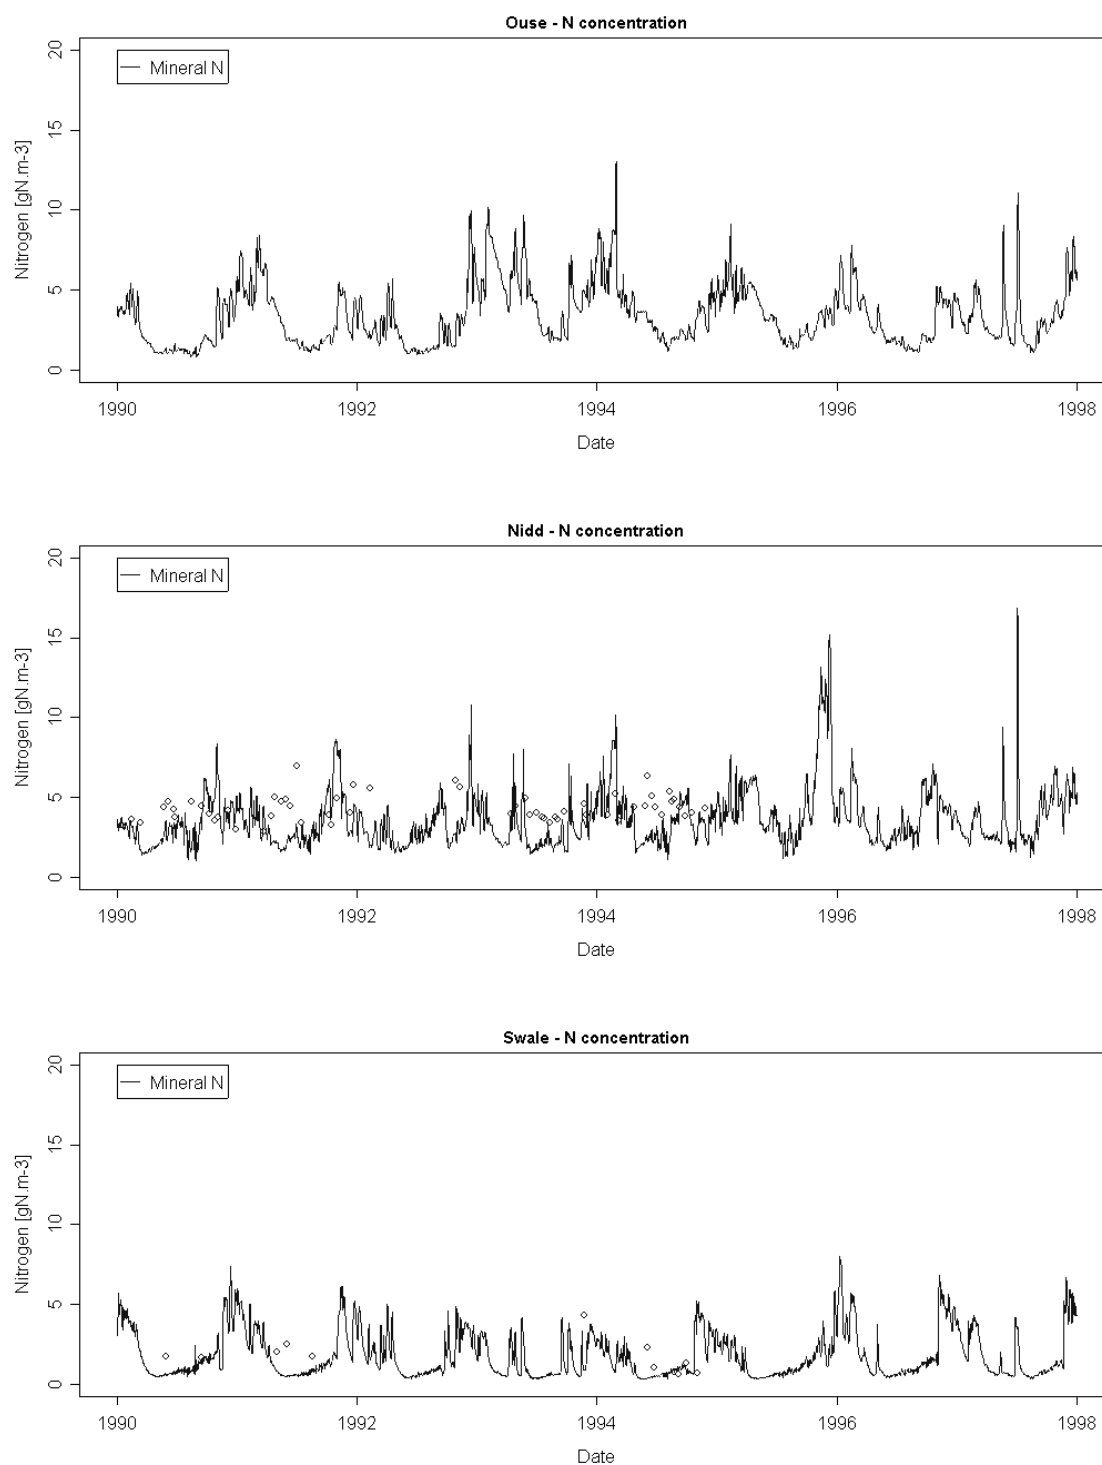 Ouse - N concentration
20
15
10
5
0
Nitrogen [gN.m-3]
Mineral N
1990 1992 1994 1996 1998
Date
Nidd - N concentration
20
15
10
5
0
Nitrogen [gN.m-3]
Mineral N
1990 1992 1994 1996 1998
Date
Swale - N concentration
20
15
10
5
0
Nitrogen [gN.m-3]
Mineral N
1990 1992 1994 1996 1998
Date